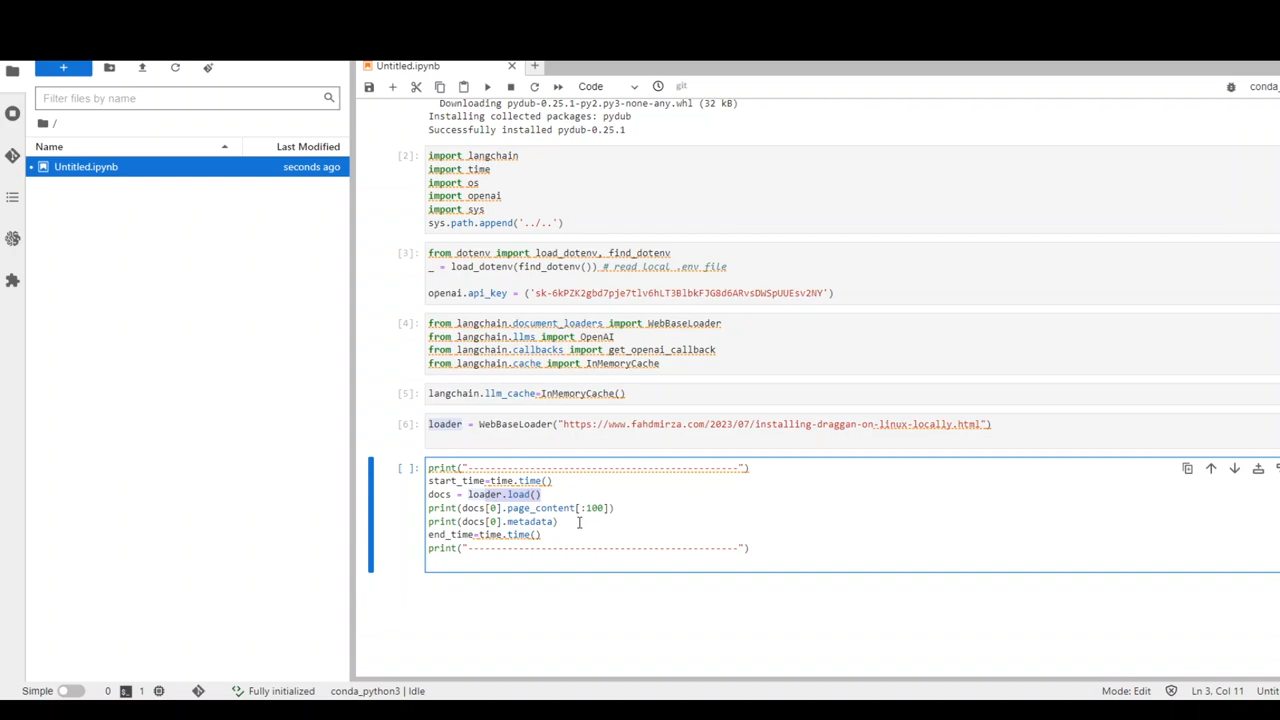 Untitled.ipynb
Code
git
conda_
Filter files by name
/
Name
Last Modified
Untitled.ipynb
seconds ago
Downloading pydub-0.25.1-py2.py3-none-any.whl (32 kB)
Installing collected packages: pydub
Successfully installed pydub-0.25.1
[2]:
import langchain
import time
import os
import openai
import sys
sys.path.append('../..')
[3]:
from dotenv import load_dotenv, find_dotenv
_ = load_dotenv(find_dotenv()) # read local .env file
openai.api_key = ('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')
[4]:
from langchain.document_loaders import WebBaseLoader
from langchain.llms import OpenAI
from langchain.callbacks import get_openai_callback
from langchain.cache import InMemoryCache
[5]:
langchain.llm_cache=InMemoryCache()
[6]:
loader = WebBaseLoader("https://www.fahdmirza.com/2023/07/installing-draggan-on-linux-locally.html")
[ ]:
print("------------------------------------------------")
start_time=time.time()
docs = loader.load()
print(docs[0].page_content[:100])
print(docs[0].metadata)
end_time=time.time()
print("------------------------------------------------")
Simple
0
1
Fully initialized
conda_python3 | Idle
Mode: Edit
Ln 3, Col 11
Untit